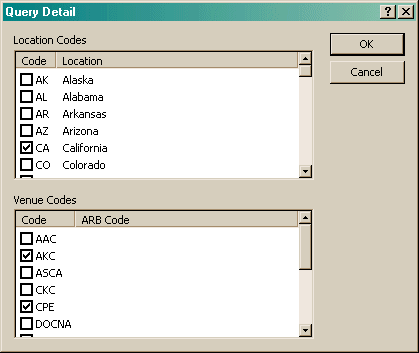 Query Detail
Location Codes
OK
Code Location
Cancel
AK Alaska
AL Alabama
AR Arkansas
AZ Arizona
CA California
CO Colorado
Venue Codes
Code ARB Code
AAC
AKC
ASCA
CKC
CPE
DOCNA